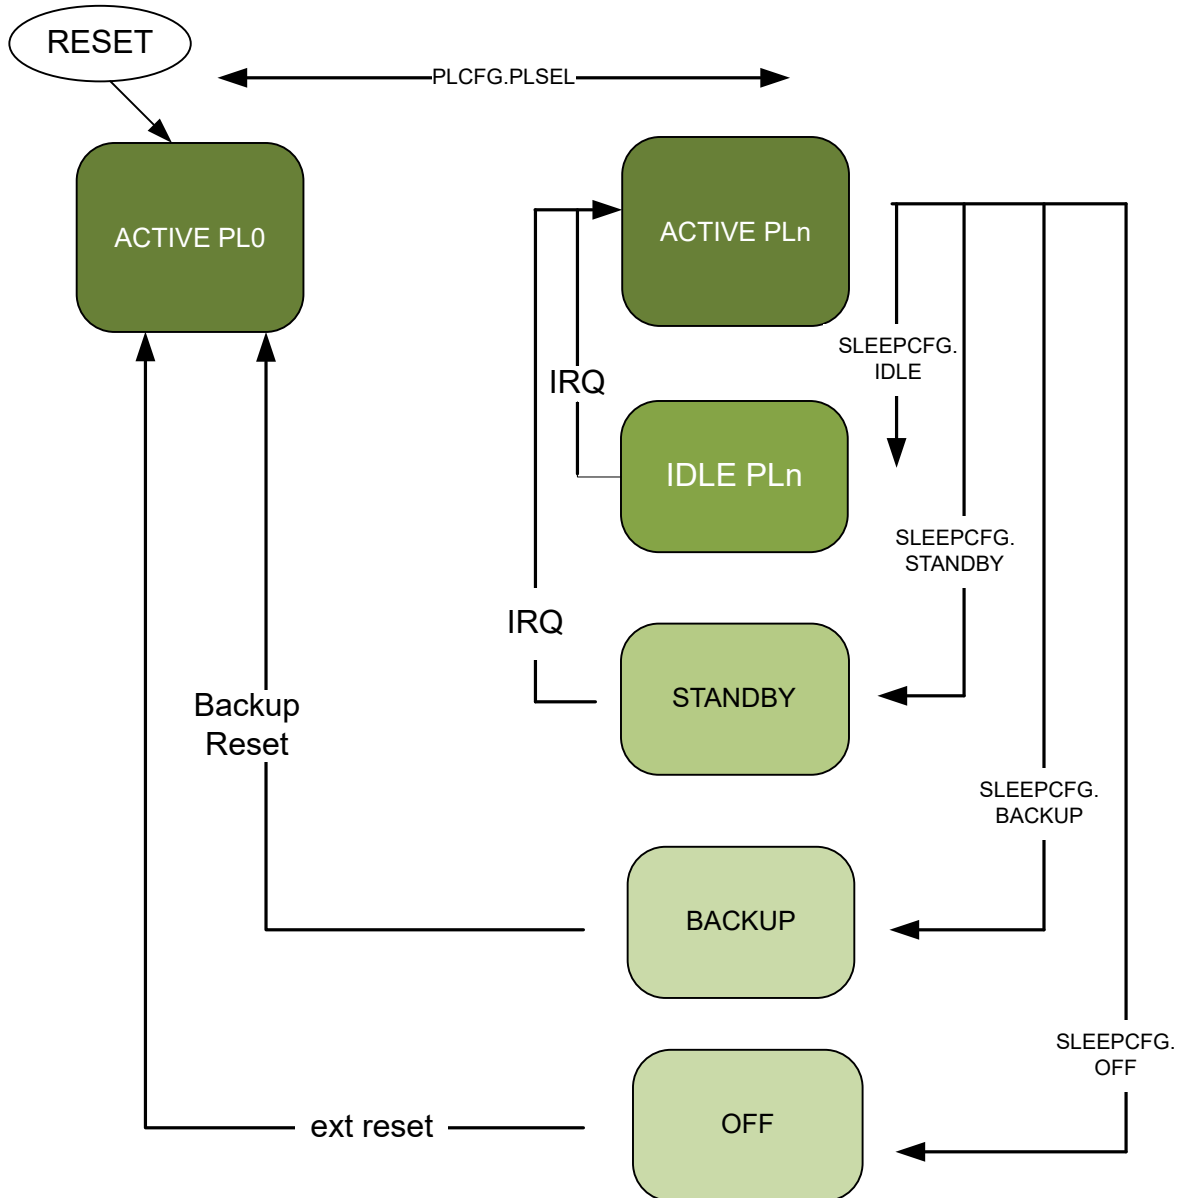 RESET
PLCFG.PLSEL
ACTIVE PL0
ACTIVE PLn
SLEEPCFG.
IDLE
IRQ
IDLE PLn
SLEEPCFG.
STANDBY
IRQ
STANDBY
Backup
Reset
SLEEPCFG.
BACKUP
BACKUP
SLEEPCFG.
OFF
ext reset
OFF